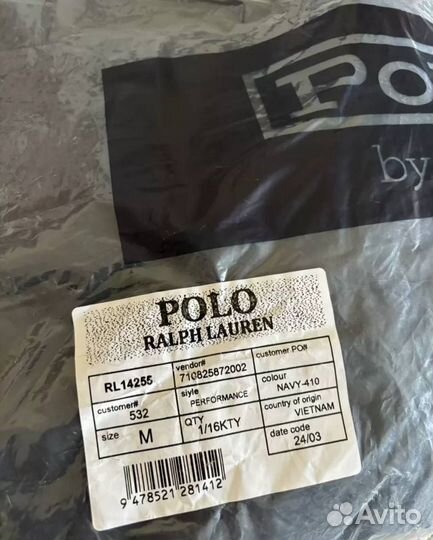 Po
by
POLO
RALPH LAUREN
RL14255
vendor#
710825872002
customer PO#
customer#
532
siyle
PERFORMANCE
colour
NAVY-410
size
M
QTY
1/16KTY
country of origin
VIETNAM
date code
24/03
9 478521 281412
Avito